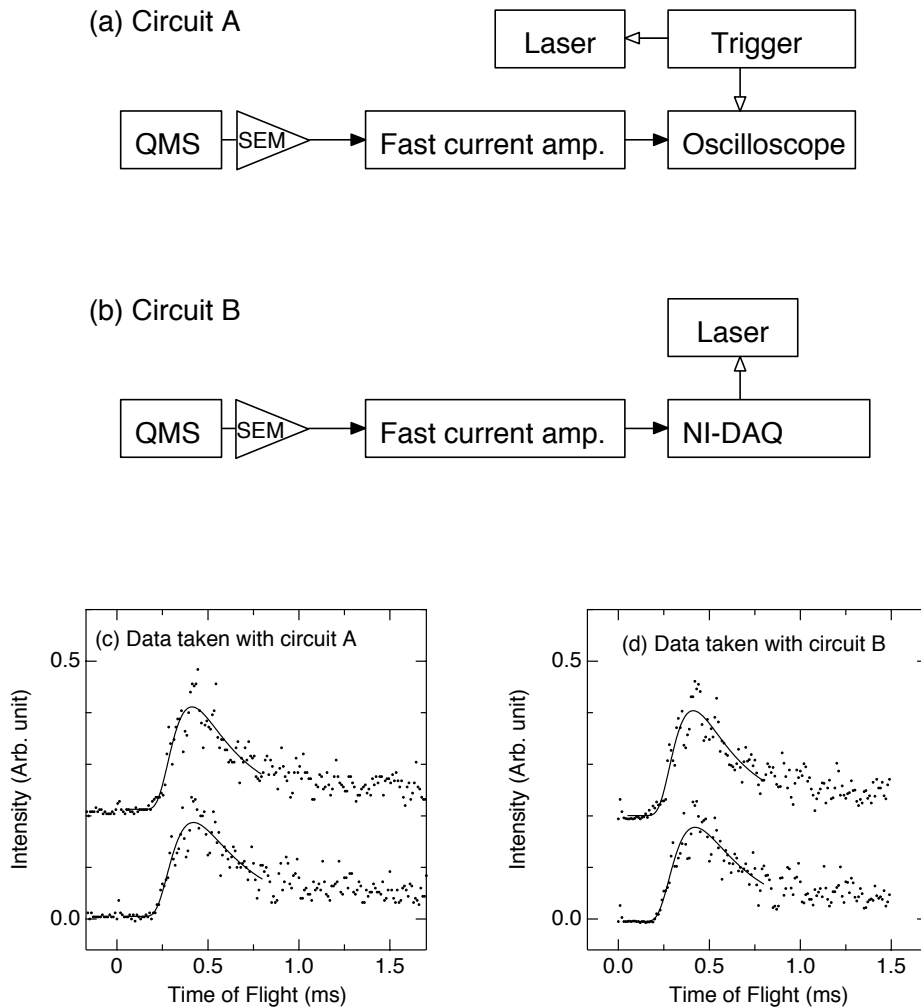 (a) Circuit A
Laser
Trigger
QMS
SEM
Fast current amp.
Oscilloscope
(b) Circuit B
Laser
QMS
SEM
Fast current amp.
NI-DAQ
(c) Data taken with circuit A
0.5
0.0
Intensity (Arb. unit)
0 0.5 1.0 1.5
Time of Flight (ms)
(d) Data taken with circuit B
0.5
0.0
Intensity (Arb. unit)
0.0 0.5 1.0 1.5
Time of Flight (ms)